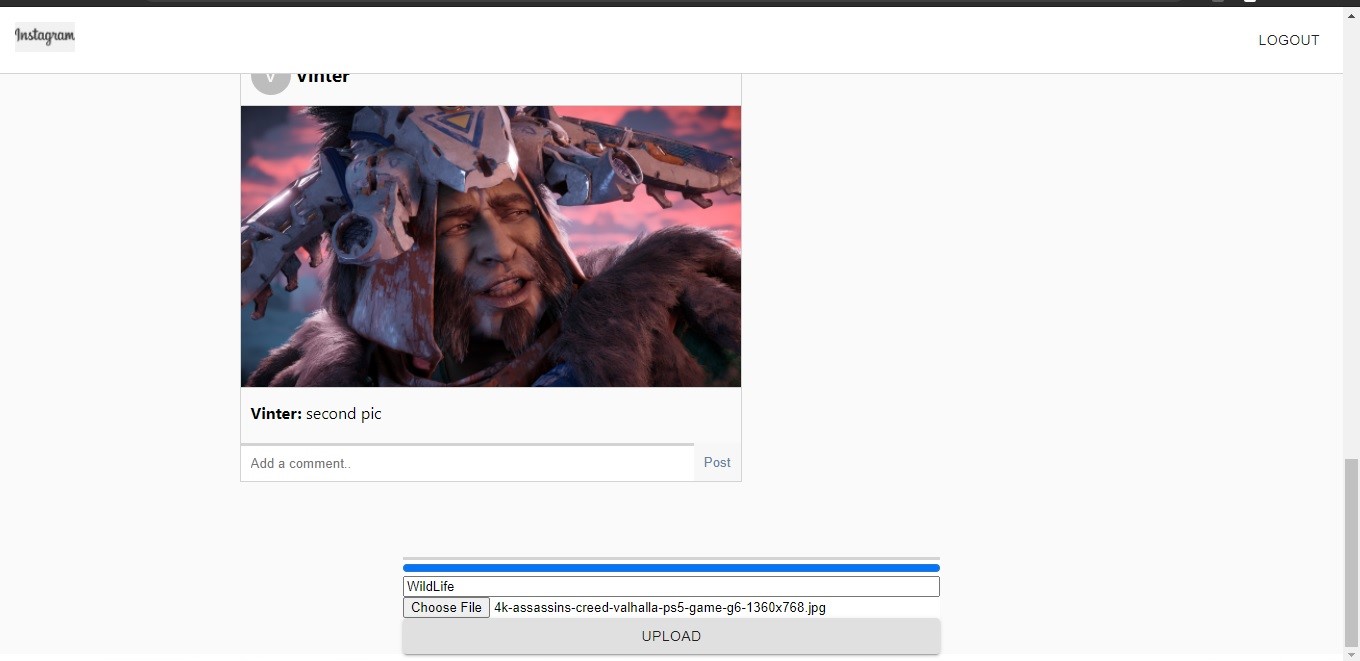 Instagram
LOGOUT
V Vinter
Vinter: second pic
Add a comment..
Post
WildLife
Choose File 4k-assassins-creed-valhalla-ps5-game-g6-1360x768.jpg
UPLOAD